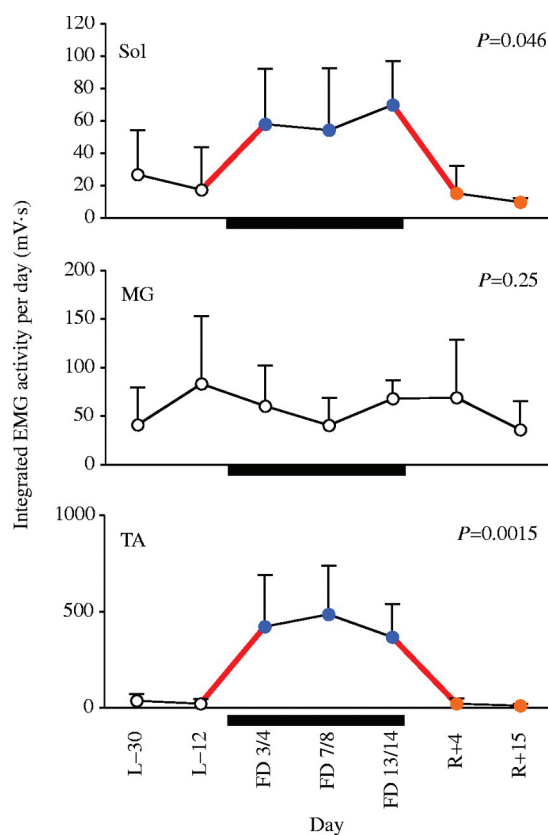 Integrated EMG activity per day (mV·s)
120
100
80
60
40
20
0
Sol
P=0.046
200
150
100
50
0
MG
P=0.25
1000
500
0
TA
P=0.0015
L–30
L–12
FD 3/4
FD 7/8
FD 13/14
R+4
R+15
Day